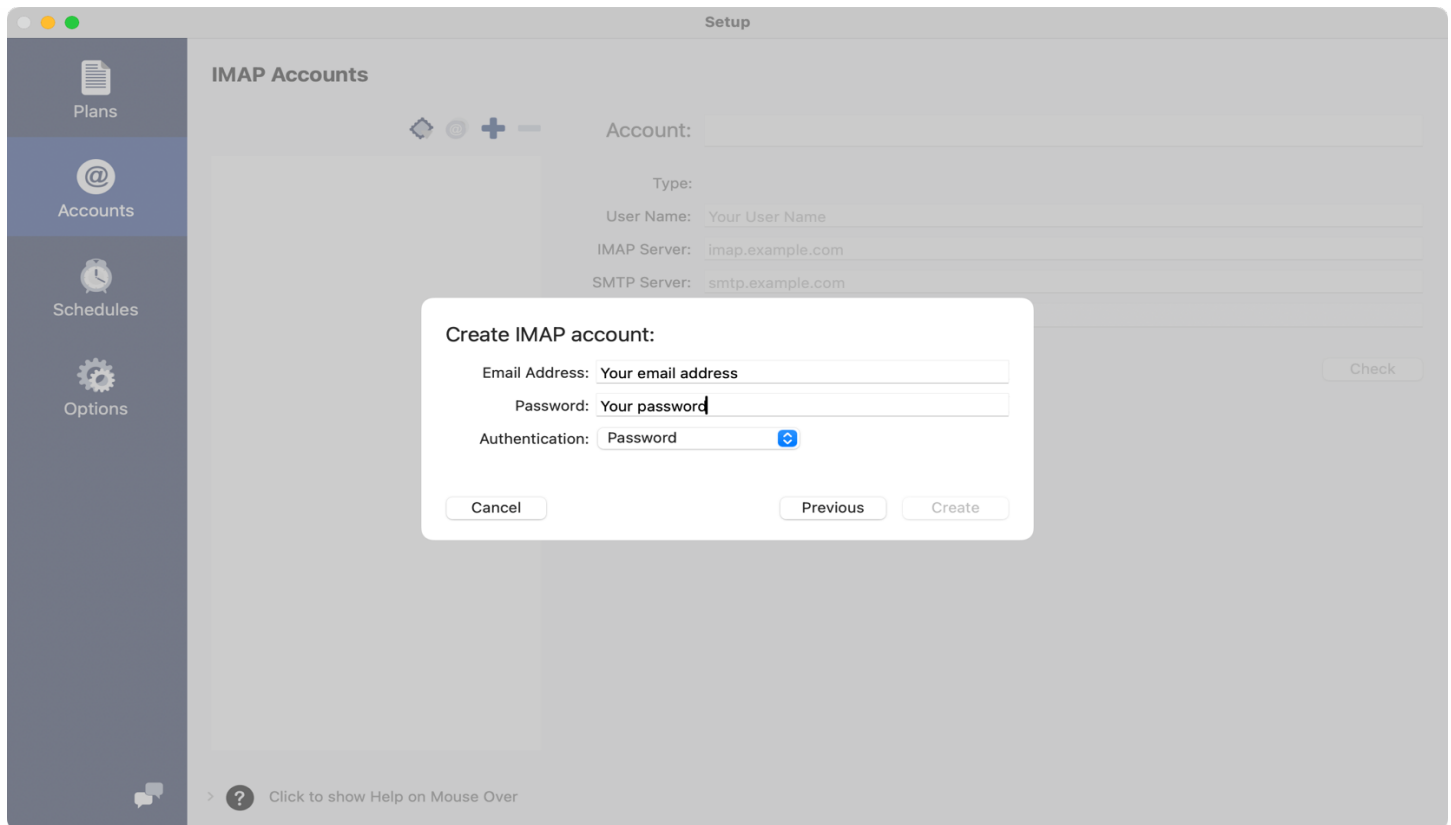 Setup
Plans
Accounts
Schedules
Options
IMAP Accounts
Account:
Type:
User Name: Your User Name
IMAP Server: imap.example.com
SMTP Server: smtp.example.com
Check
Create IMAP account:
Email Address: Your email address
Password: Your password
Authentication: Password
Cancel Previous Create
? Click to show Help on Mouse Over